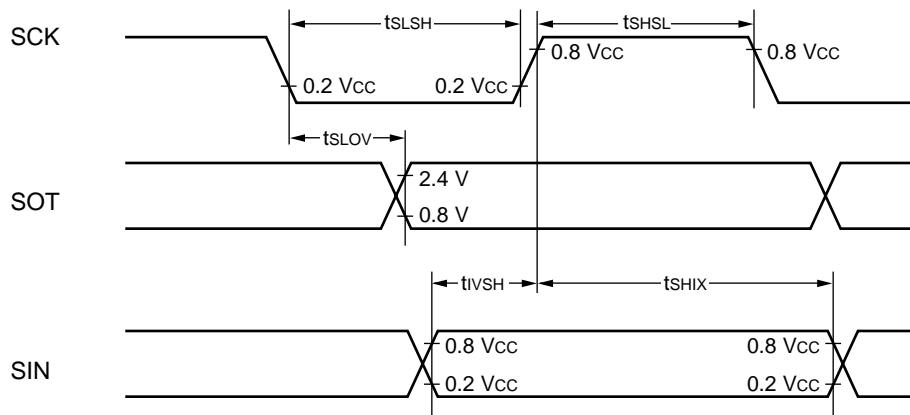 tSLSH tSHSL
SCK
0.8 VCC 0.8 VCC
0.2 VCC 0.2 VCC
tSLOV
2.4 V
SOT
0.8 V
tIVSH tSHIX
0.8 VCC 0.8 VCC
SIN
0.2 VCC 0.2 VCC